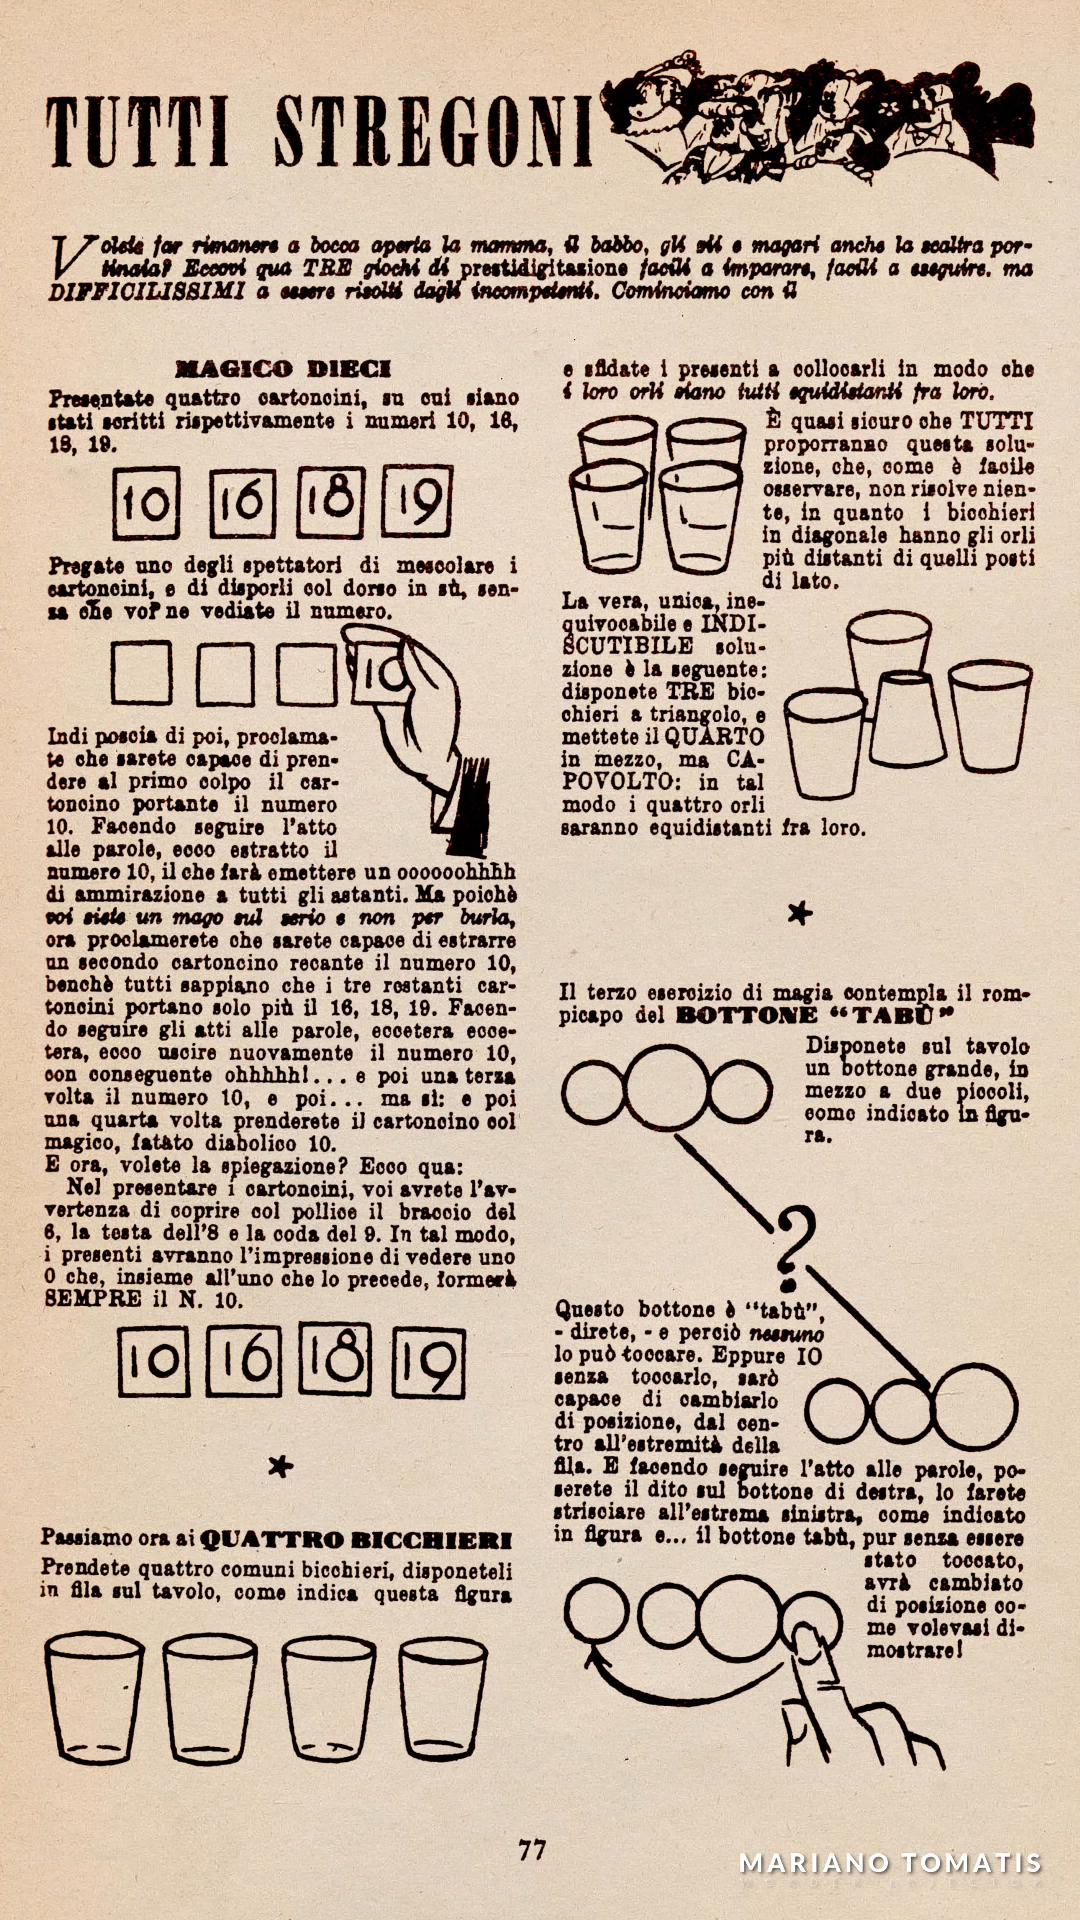 TUTTI STREGONI
Volete far rimanere a bocca aperta la mamma, il babbo, gli zii e magari anche la scaltra por-
tinaia? Eccovi qua TRE giochi di prestidigitazione facili a imparare, facili a eseguire. ma
DIFFICILISSIMI a essere risolti dagli incompetenti. Cominciamo con il
MAGICO DIECI
Presentate quattro cartoncini, su cui siano
stati scritti rispettivamente i numeri 10, 16,
18, 19.
10 16 18 19
Pregate uno degli spettatori di mescolare i
cartoncini, e di disporli col dorso in sù, sen-
sa che voi ne vediate il numero.
10
Indi poscia di poi, proclama-
te che sarete capace di pren-
dere al primo colpo il car-
toncino portante il numero
10. Facendo seguire l'atto
alle parole, ecco estratto il
numero 10, il che farà emettere un oooooohhhh
di ammirazione a tutti gli astanti. Ma poichè
voi siete un mago sul serio e non per burla,
ora proclamerete che sarete capace di estrarre
un secondo cartoncino recante il numero 10,
benchè tutti sappiano che i tre restanti car-
toncini portano solo più il 16, 18, 19. Facen-
do seguire gli atti alle parole, eccetera ecce-
tera, ecco uscire nuovamente il numero 10,
con conseguente ohhhhh!... e poi una terza
volta il numero 10, e poi... ma sì: e poi
una quarta volta prenderete il cartoncino col
magico, fatato diabolico 10.
E ora, volete la spiegazione? Ecco qua:
Nel presentare i cartoncini, voi avrete l'av-
vertenza di coprire col pollice il braccio del
6, la testa dell'8 e la coda del 9. In tal modo,
i presenti avranno l'impressione di vedere uno
0 che, insieme all'uno che lo precede, formerà
SEMPRE il N. 10.
10 16 18 19
*
Passiamo ora ai QUATTRO BICCHIERI
Prendete quattro comuni bicchieri, disponeteli
in fila sul tavolo, come indica questa figura
e sfidate i presenti a collocarli in modo che
i loro orli siano tutti equidistanti fra loro.
È quasi sicuro che TUTTI
proporranno questa solu-
zione, che, come è facile
osservare, non risolve nien-
te, in quanto i bicchieri
in diagonale hanno gli orli
più distanti di quelli posti
di lato.
La vera, unica, ine-
quivocabile e INDI-
SCUTIBILE solu-
zione è la seguente:
disponete TRE bic-
chieri a triangolo, e
mettete il QUARTO
in mezzo, ma CA-
POVOLTO: in tal
modo i quattro orli
saranno equidistanti fra loro.
*
Il terzo esercizio di magia contempla il rom-
picapo del BOTTONE "TABÙ"
Disponete sul tavolo
un bottone grande, in
mezzo a due piccoli,
come indicato in figu-
ra.
?
Questo bottone è "tabù",
- direte, - e perciò nessuno
lo può toccare. Eppure IO
senza toccarlo, sarò
capace di cambiarlo
di posizione, dal cen-
tro all'estremità della
fila. E facendo seguire l'atto alle parole, po-
serete il dito sul bottone di destra, lo farete
strisciare all'estrema sinistra, come indicato
in figura e... il bottone tabù, pur senza essere
stato toccato,
avrà cambiato
di posizione co-
me volevasi di-
mostrare!
77
MARIANO TOMATIS